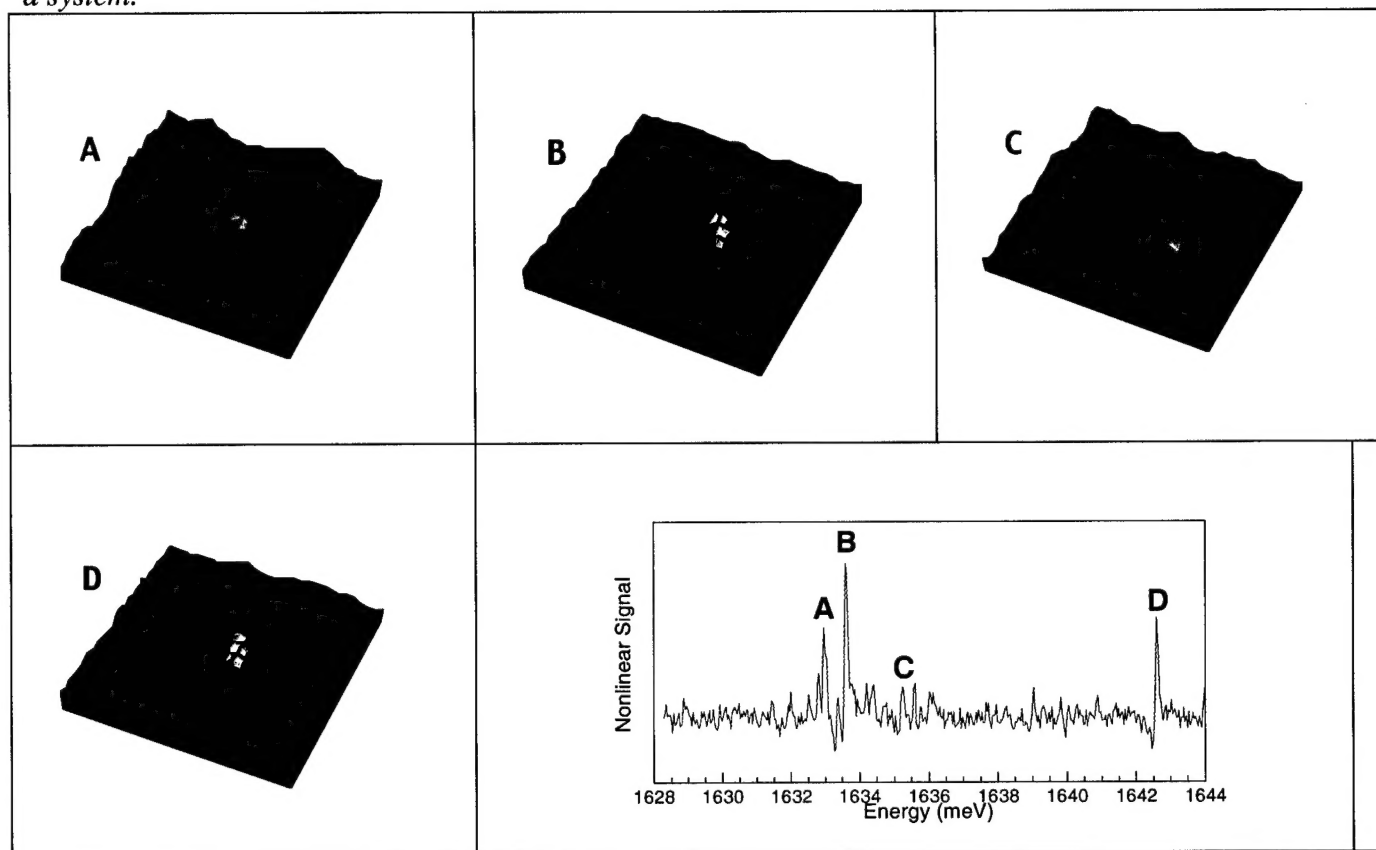 a system.
A
B
C
D
Nonlinear Signal
A
B
C
D
1628 1630 1632 1634 1636 1638 1640 1642 1644
Energy (meV)